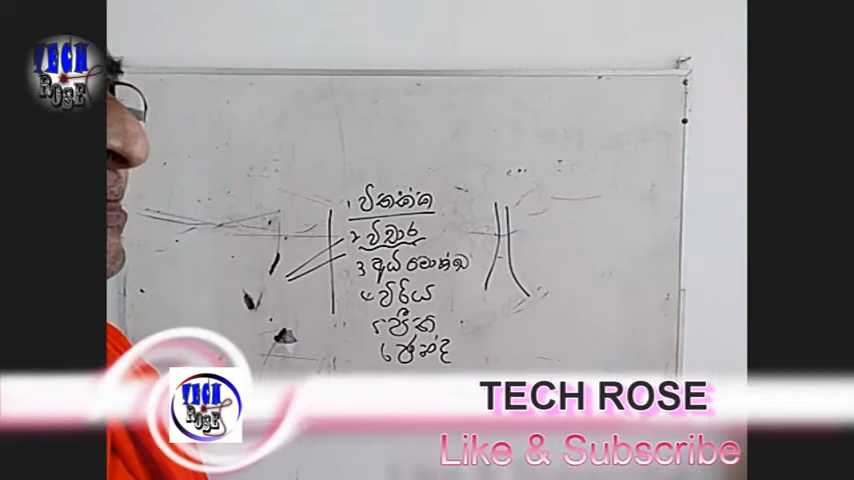 TECH
ROSE
1 විතක්ක
2 විචාර
3 අධිමොක්ඛ
4 විරිය
5 පීති
6 ඡන්ද
TECH
ROSE
TECH ROSE
Like & Subscribe